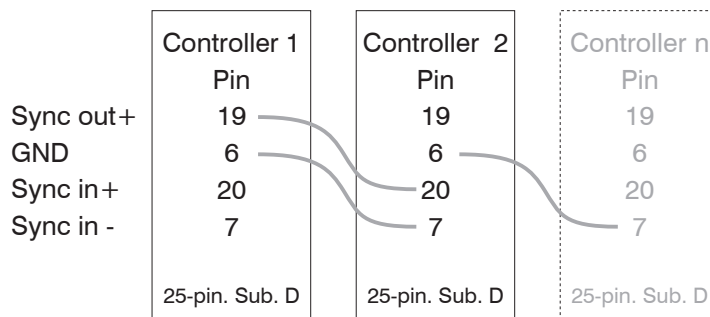 Controller 1 Controller 2 Controller n
Pin Pin Pin
Sync out+ 19 19 19
GND 6 6 6
Sync in+ 20 20 20
Sync in - 7 7 7
25-pin. Sub. D 25-pin. Sub. D 25-pin. Sub. D